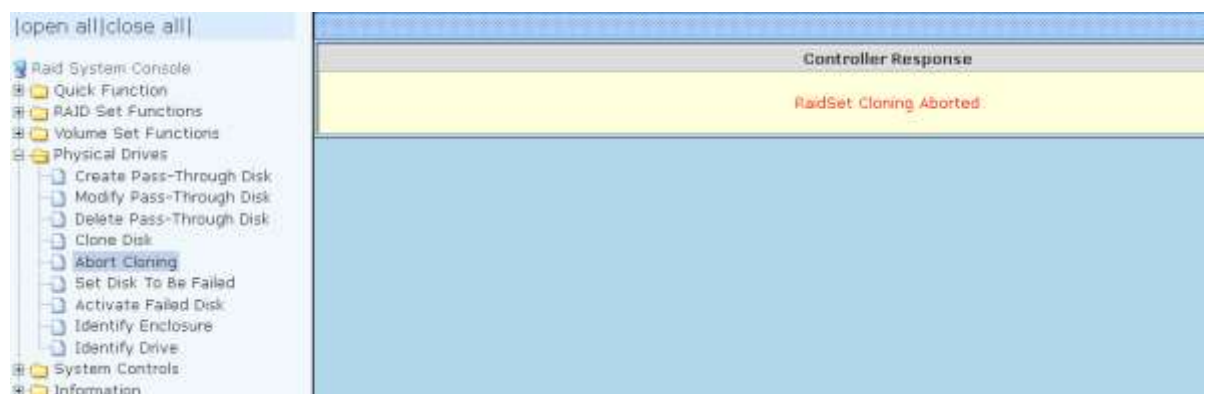 |open all|close all|
Raid System Console
Quick Function
RAID Set Functions
Volume Set Functions
Physical Drives
Create Pass-Through Disk
Modify Pass-Through Disk
Delete Pass-Through Disk
Clone Disk
Abort Cloning
Set Disk To Be Failed
Activate Failed Disk
Identify Enclosure
Identify Drive
System Controls
Information
Controller Response
RaidSet Cloning Aborted